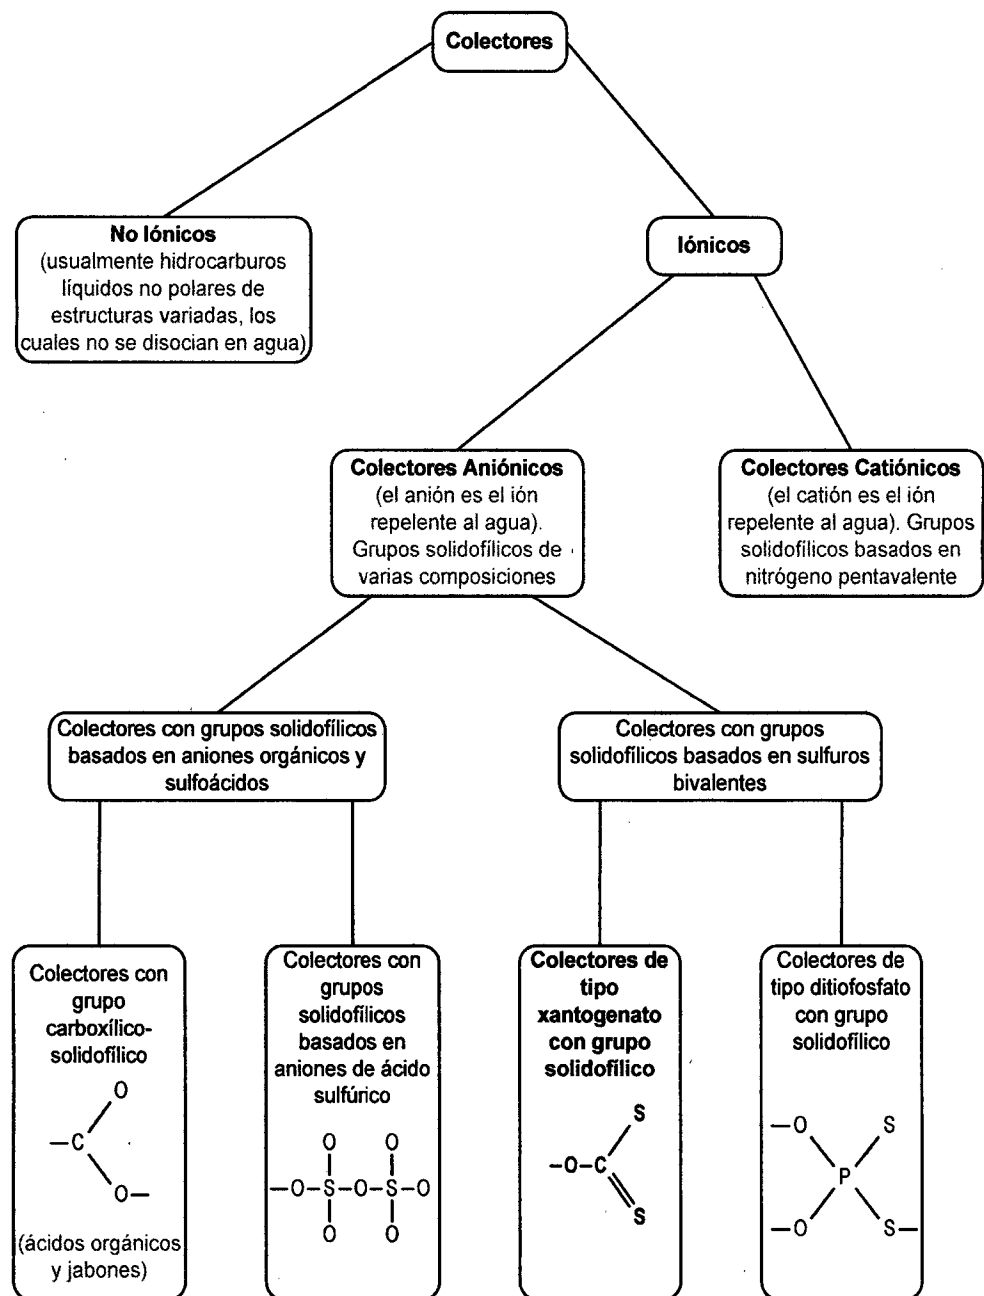 Colectores
No Iónicos
(usualmente hidrocarburos
líquidos no polares de
estructuras variadas, los
cuales no se disocian en agua)
Iónicos
Colectores Aniónicos
(el anión es el ión
repelente al agua).
Grupos solidofílicos de
varias composiciones
Colectores Catiónicos
(el catión es el ión
repelente al agua). Grupos
solidofílicos basados en
nitrógeno pentavalente
Colectores con grupos solidofílicos
basados en aniones orgánicos y
sulfoácidos
Colectores con grupos
solidofílicos basados en sulfuros
bivalentes
Colectores con
grupo
carboxílico-
solidofílico
O
–C
O–
(ácidos orgánicos
y jabones)
Colectores con
grupos
solidofílicos
basados en
aniones de ácido
sulfúrico
O O
–O–S–O–S–O
O O
Colectores de
tipo
xantogenato
con grupo
solidofílico
S
–O–C
S
Colectores de
tipo ditiofosfato
con grupo
solidofílico
–O S
P
–O S–